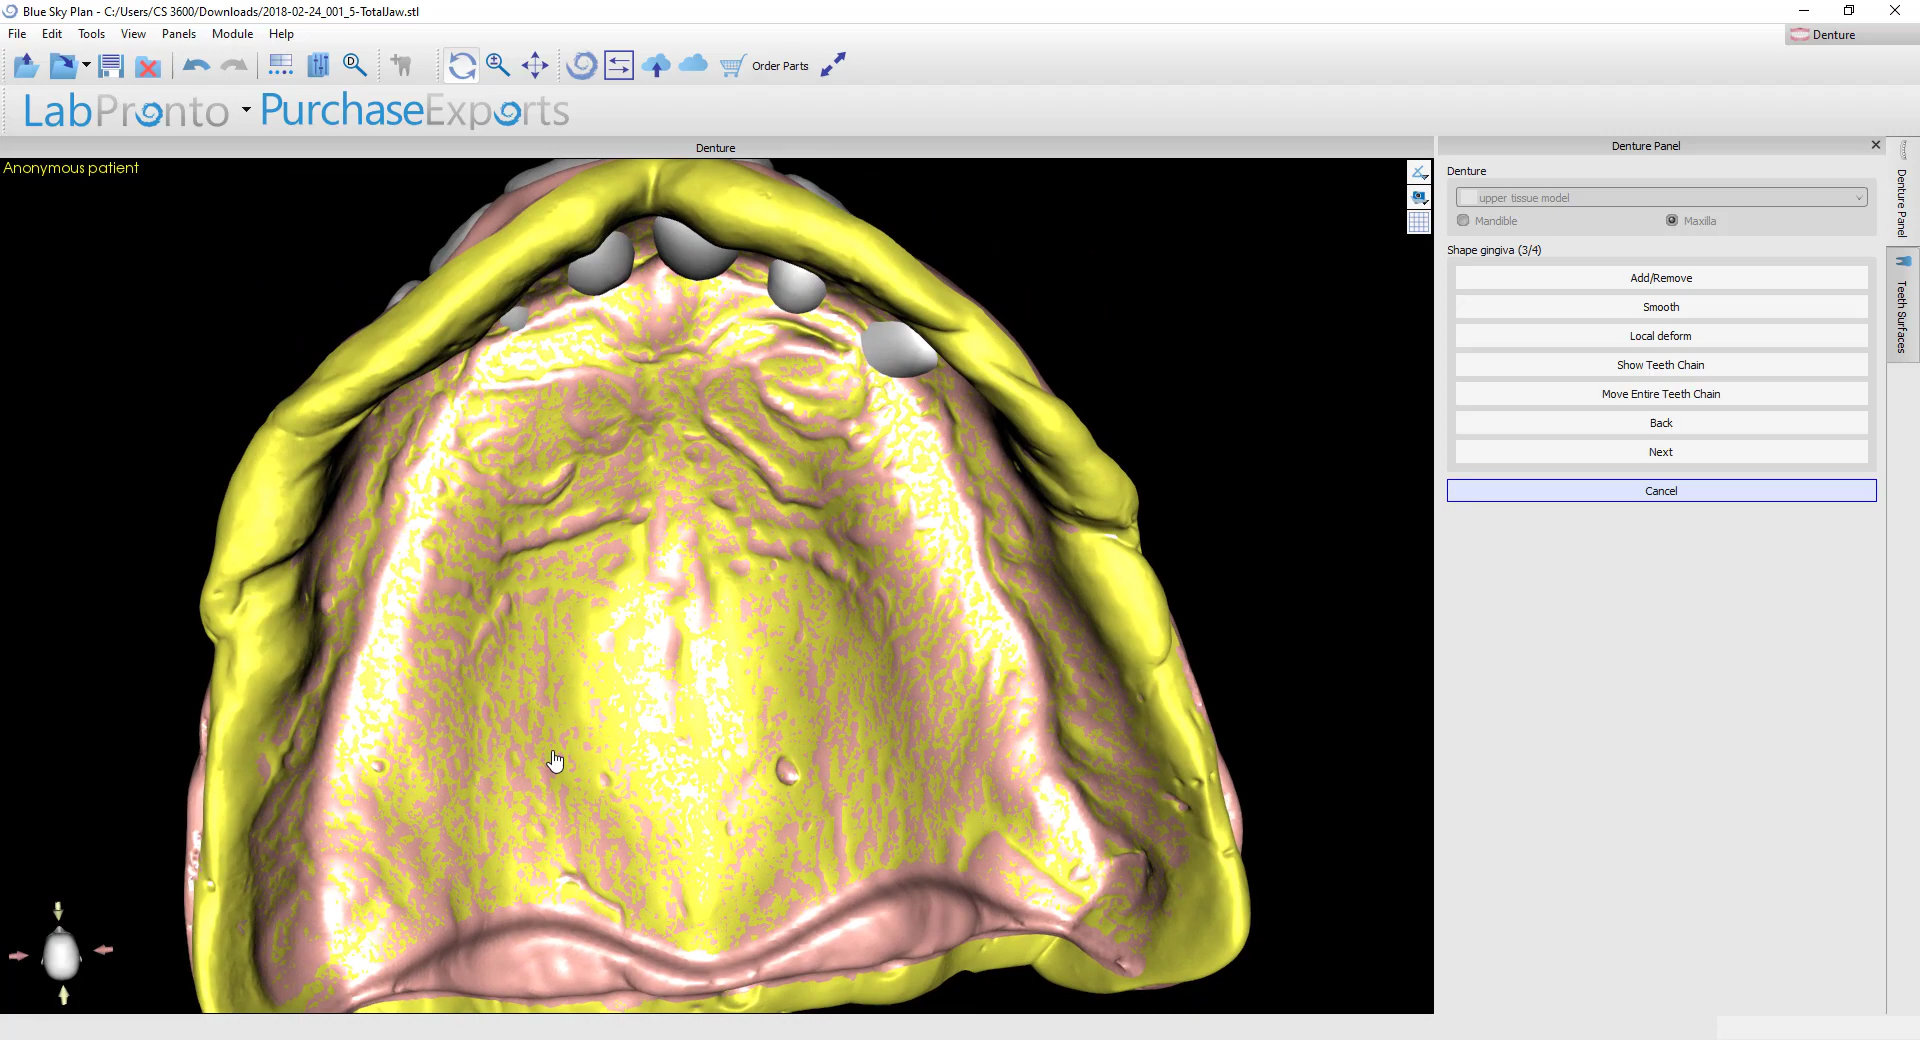 Blue Sky Plan - C:/Users/CS 3600/Downloads/2018-02-24_001_5-TotalJaw.stl
File Edit Tools View Panels Module Help
Denture
D
Order Parts
LabPronto PurchaseExports
Denture
Denture Panel
Anonymous patient
Denture
upper tissue model
Mandible Maxilla
Shape gingiva (3/4)
Add/Remove
Smooth
Local deform
Show Teeth Chain
Move Entire Teeth Chain
Back
Next
Cancel
Denture Panel
Teeth Surfaces